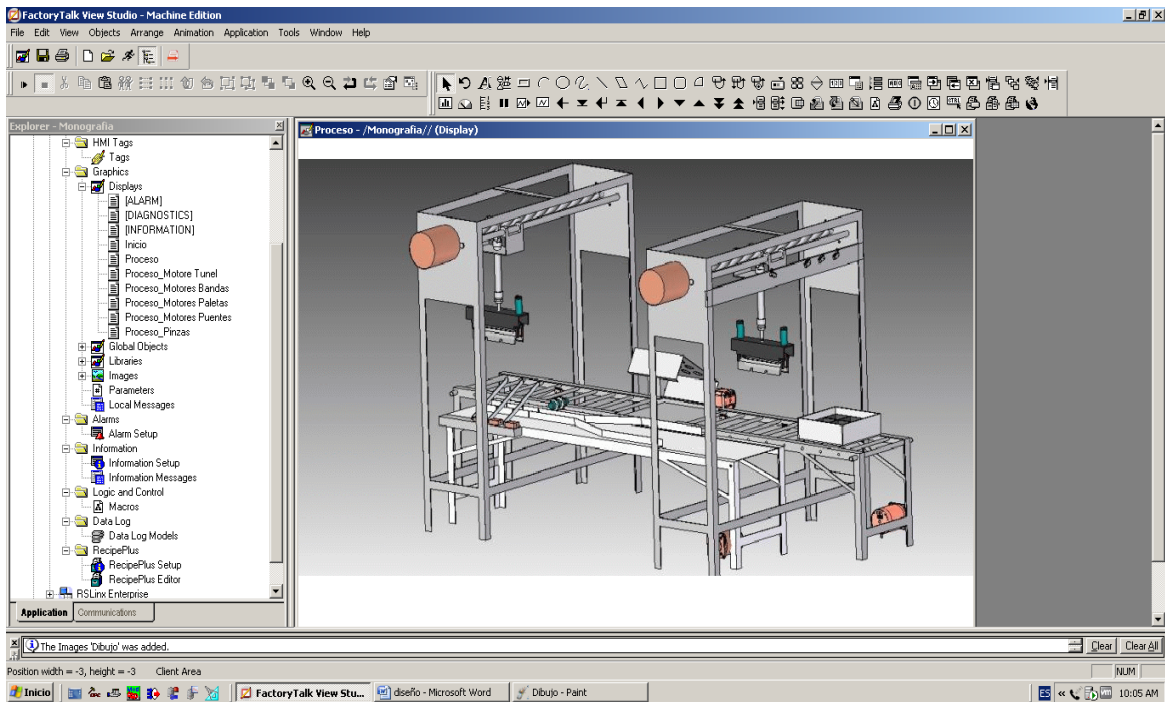 FactoryTalk View Studio - Machine Edition
File Edit View Objects Arrange Animation Application Tools Window Help
Explorer - Monografia
HMI Tags
Tags
Graphics
Displays
[ALARM]
[DIAGNOSTICS]
[INFORMATION]
Inicio
Proceso
Proceso_Motore Tunel
Proceso_Motores Bandas
Proceso_Motores Paletas
Proceso_Motores Puentes
Proceso_Pinzas
Global Objects
Libraries
Images
Parameters
Local Messages
Alarms
Alarm Setup
Information
Information Setup
Information Messages
Logic and Control
Macros
Data Log
Data Log Models
RecipePlus
RecipePlus Setup
RecipePlus Editor
RSLinx Enterprise
Application Communications
Proceso - /Monografia// (Display)
The Images 'Dibujo' was added.
Clear Clear All
Position width = -3, height = -3 Client Area
NUM
Inicio
FactoryTalk View Stu...
diseño - Microsoft Word
Dibujo - Paint
ES
10:05 AM